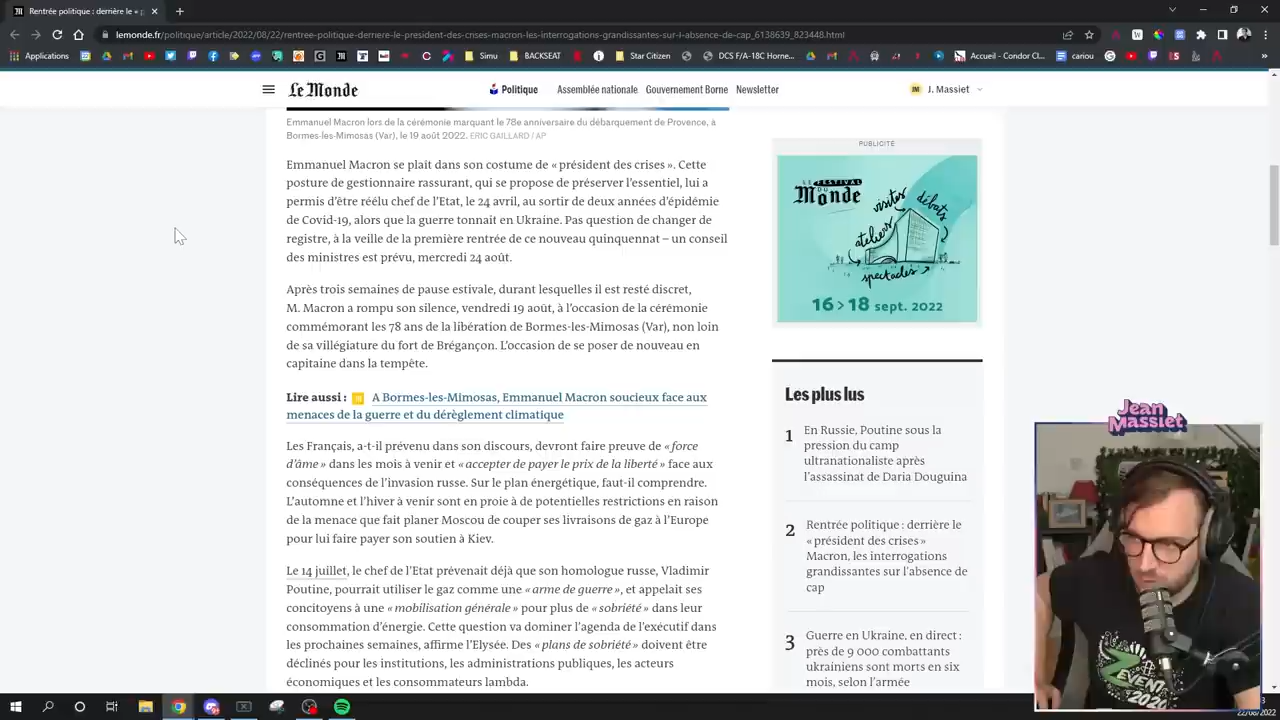 Rentrée politique : derrière le « p
lemonde.fr/politique/article/2022/08/22/rentree-politique-derriere-le-president-des-crises-macron-les-interrogations-grandissantes-sur-l-absence-de-cap_6138639_823448.html
Applications
Simu
BACKSEAT
Star Citizen
DCS F/A-18C Horne...
cariou
Accueil - Condor Cl...
Autres favoris
Le Monde
Politique
Assemblée nationale
Gouvernement Borne
Newsletter
J. Massiet
Emmanuel Macron lors de la cérémonie marquant le 78e anniversaire du débarquement de Provence, à
Bormes-les-Mimosas (Var), le 19 août 2022. ERIC GAILLARD / AP
Emmanuel Macron se plaît dans son costume de « président des crises ». Cette
posture de gestionnaire rassurant, qui se propose de préserver l'essentiel, lui a
permis d'être réélu chef de l'Etat, le 24 avril, au sortir de deux années d'épidémie
de Covid-19, alors que la guerre tonnait en Ukraine. Pas question de changer de
registre, à la veille de la première rentrée de ce nouveau quinquennat – un conseil
des ministres est prévu, mercredi 24 août.
Après trois semaines de pause estivale, durant lesquelles il est resté discret,
M. Macron a rompu son silence, vendredi 19 août, à l'occasion de la cérémonie
commémorant les 78 ans de la libération de Bormes-les-Mimosas (Var), non loin
de sa villégiature du fort de Brégançon. L'occasion de se poser de nouveau en
capitaine dans la tempête.
Lire aussi : A Bormes-les-Mimosas, Emmanuel Macron soucieux face aux
menaces de la guerre et du dérèglement climatique
Les Français, a-t-il prévenu dans son discours, devront faire preuve de « force
d'âme » dans les mois à venir et « accepter de payer le prix de la liberté » face aux
conséquences de l'invasion russe. Sur le plan énergétique, faut-il comprendre.
L'automne et l'hiver à venir sont en proie à de potentielles restrictions en raison
de la menace que fait planer Moscou de couper ses livraisons de gaz à l'Europe
pour lui faire payer son soutien à Kiev.
Le 14 juillet, le chef de l'Etat prévenait déjà que son homologue russe, Vladimir
Poutine, pourrait utiliser le gaz comme une « arme de guerre », et appelait ses
concitoyens à une « mobilisation générale » pour plus de « sobriété » dans leur
consommation d'énergie. Cette question va dominer l'agenda de l'exécutif dans
les prochaines semaines, affirme l'Elysée. Des « plans de sobriété » doivent être
déclinés pour les institutions, les administrations publiques, les acteurs
économiques et les consommateurs lambda.
PUBLICITÉ
LE FESTIVAL
DU
Monde
visites
débats
ateliers
spectacles
16 > 18 sept. 2022
Les plus lus
1 En Russie, Poutine sous la
pression du camp
ultranationaliste après
l'assassinat de Daria Douguina
2 Rentrée politique : derrière le
« président des crises »
Macron, les interrogations
grandissantes sur l'absence de
cap
3 Guerre en Ukraine, en direct :
près de 9 000 combattants
ukrainiens sont morts en six
mois, selon l'armée
Jean
Massiet
ZEVENT
2020
22/08/2022